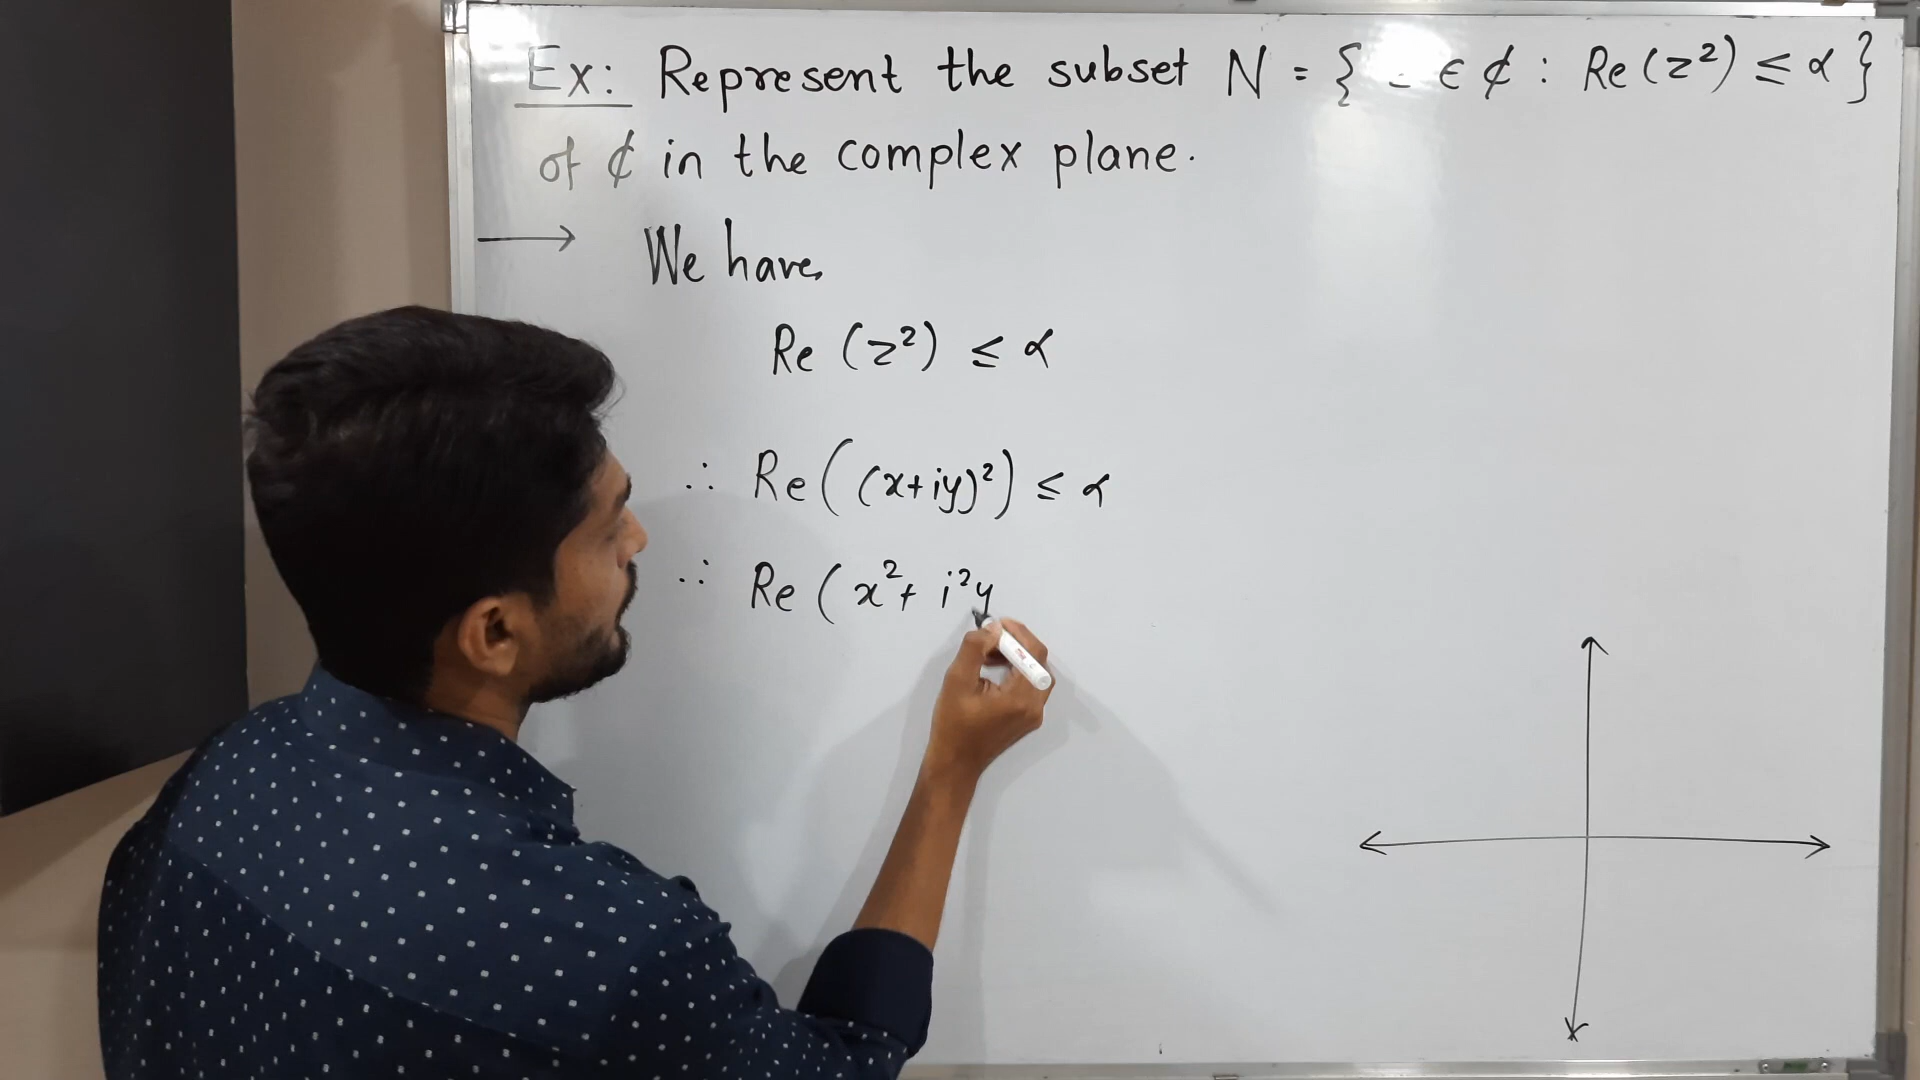 Ex: Represent the subset N = { ∈ ₵ : Re(z²) ≤ α }
of ₵ in the complex plane.
→ We have,
Re (z²) ≤ α
∴ Re((x+iy)²) ≤ α
∴ Re (x² + i²y